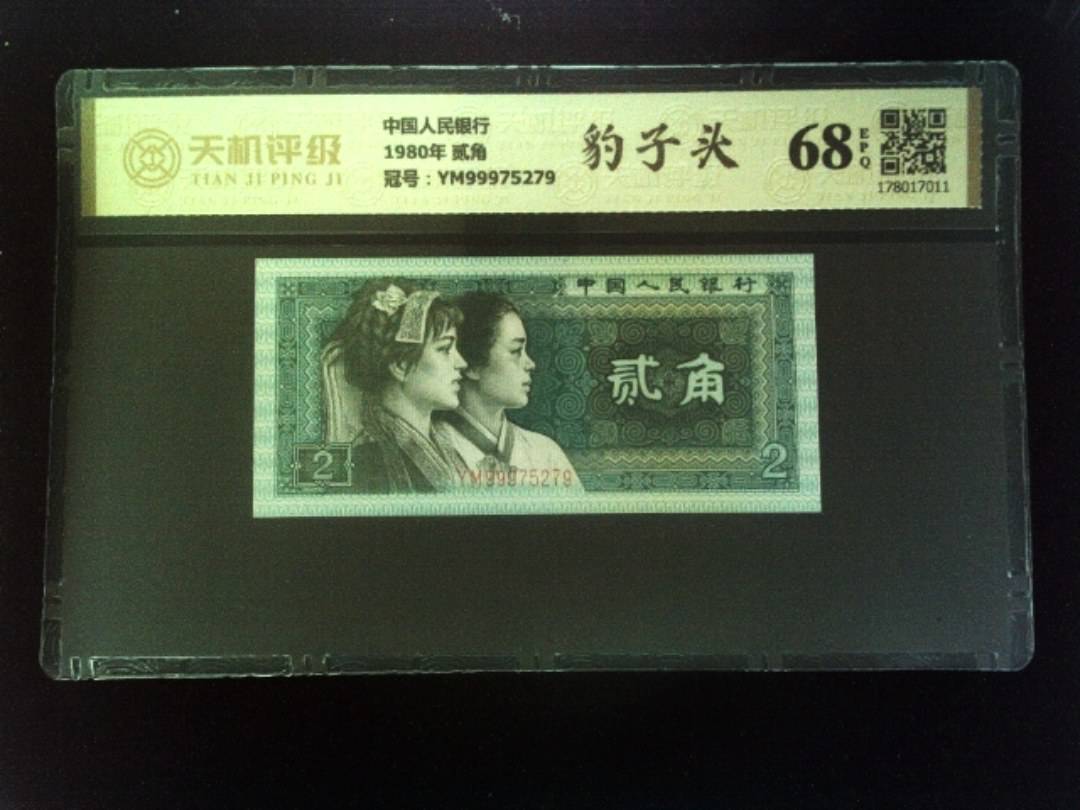 天机评级
TIAN JI PING JI
中国人民银行
1980年 贰角
冠号：YM99975279
豹子头
68
EPQ
178017011
中国人民银行
贰角
2
2
YM99975279